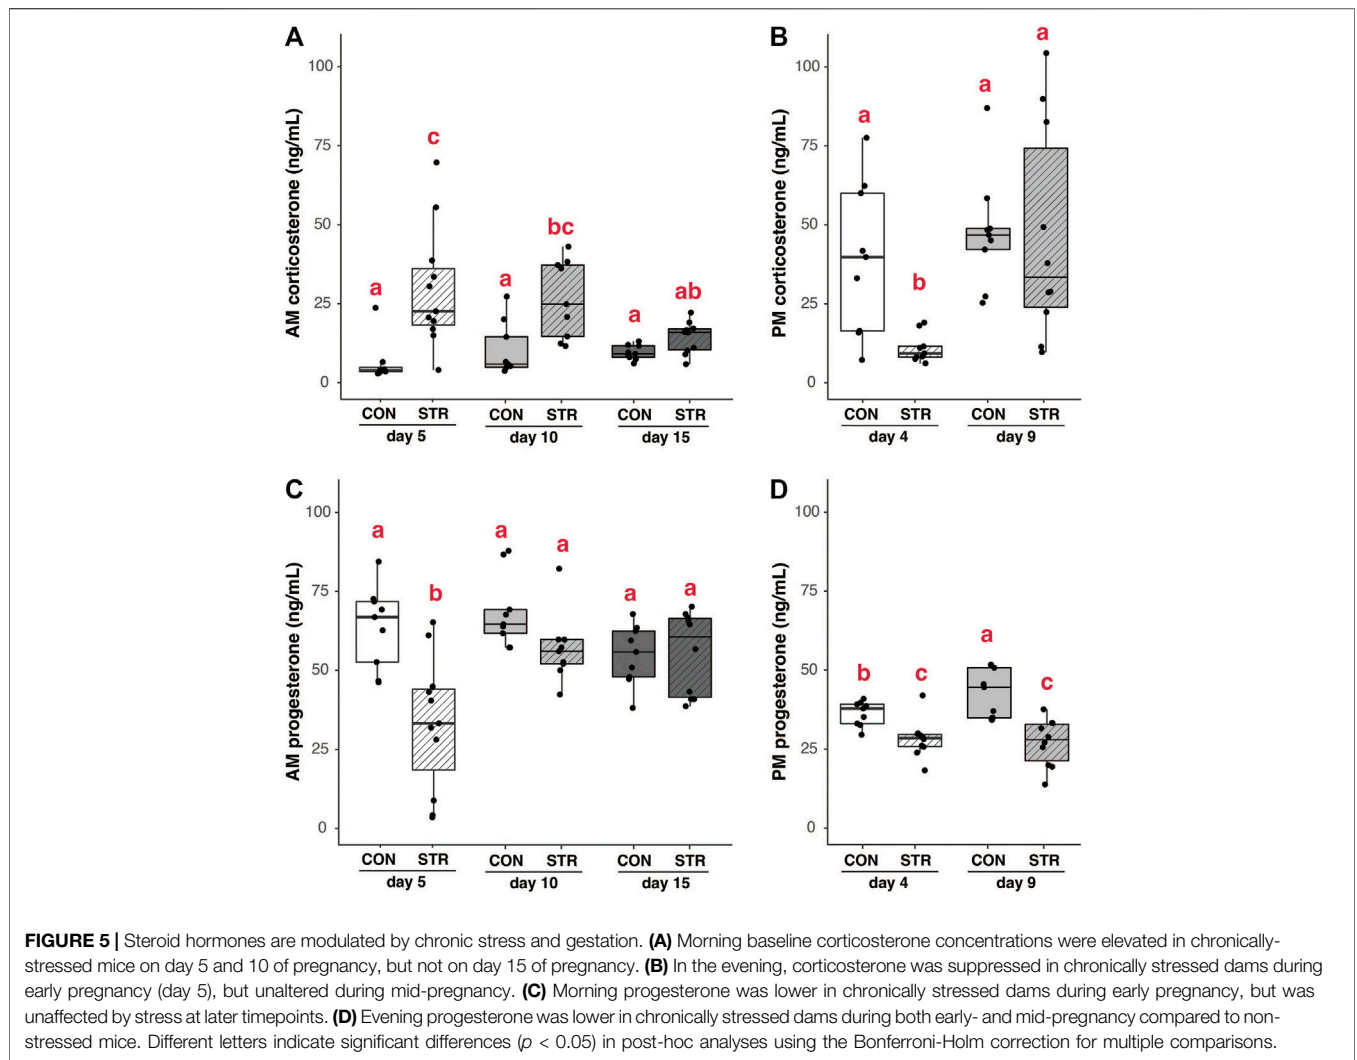 A
100
75
50
25
0
AM corticosterone (ng/mL)
a
c
a
bc
a
ab
CON STR CON STR CON STR
day 5 day 10 day 15
B
100
75
50
25
0
PM corticosterone (ng/mL)
a
b
a
a
CON STR CON STR
day 4 day 9
C
100
75
50
25
0
AM progesterone (ng/mL)
a
b
a
a
a
a
CON STR CON STR CON STR
day 5 day 10 day 15
D
100
75
50
25
0
PM progesterone (ng/mL)
b
c
a
c
CON STR CON STR
day 4 day 9
FIGURE 5 | Steroid hormones are modulated by chronic stress and gestation. (A) Morning baseline corticosterone concentrations were elevated in chronically-
stressed mice on day 5 and 10 of pregnancy, but not on day 15 of pregnancy. (B) In the evening, corticosterone was suppressed in chronically stressed dams during
early pregnancy (day 5), but unaltered during mid-pregnancy. (C) Morning progesterone was lower in chronically stressed dams during early pregnancy, but was
unaffected by stress at later timepoints. (D) Evening progesterone was lower in chronically stressed dams during both early- and mid-pregnancy compared to non-
stressed mice. Different letters indicate significant differences (p < 0.05) in post-hoc analyses using the Bonferroni-Holm correction for multiple comparisons.